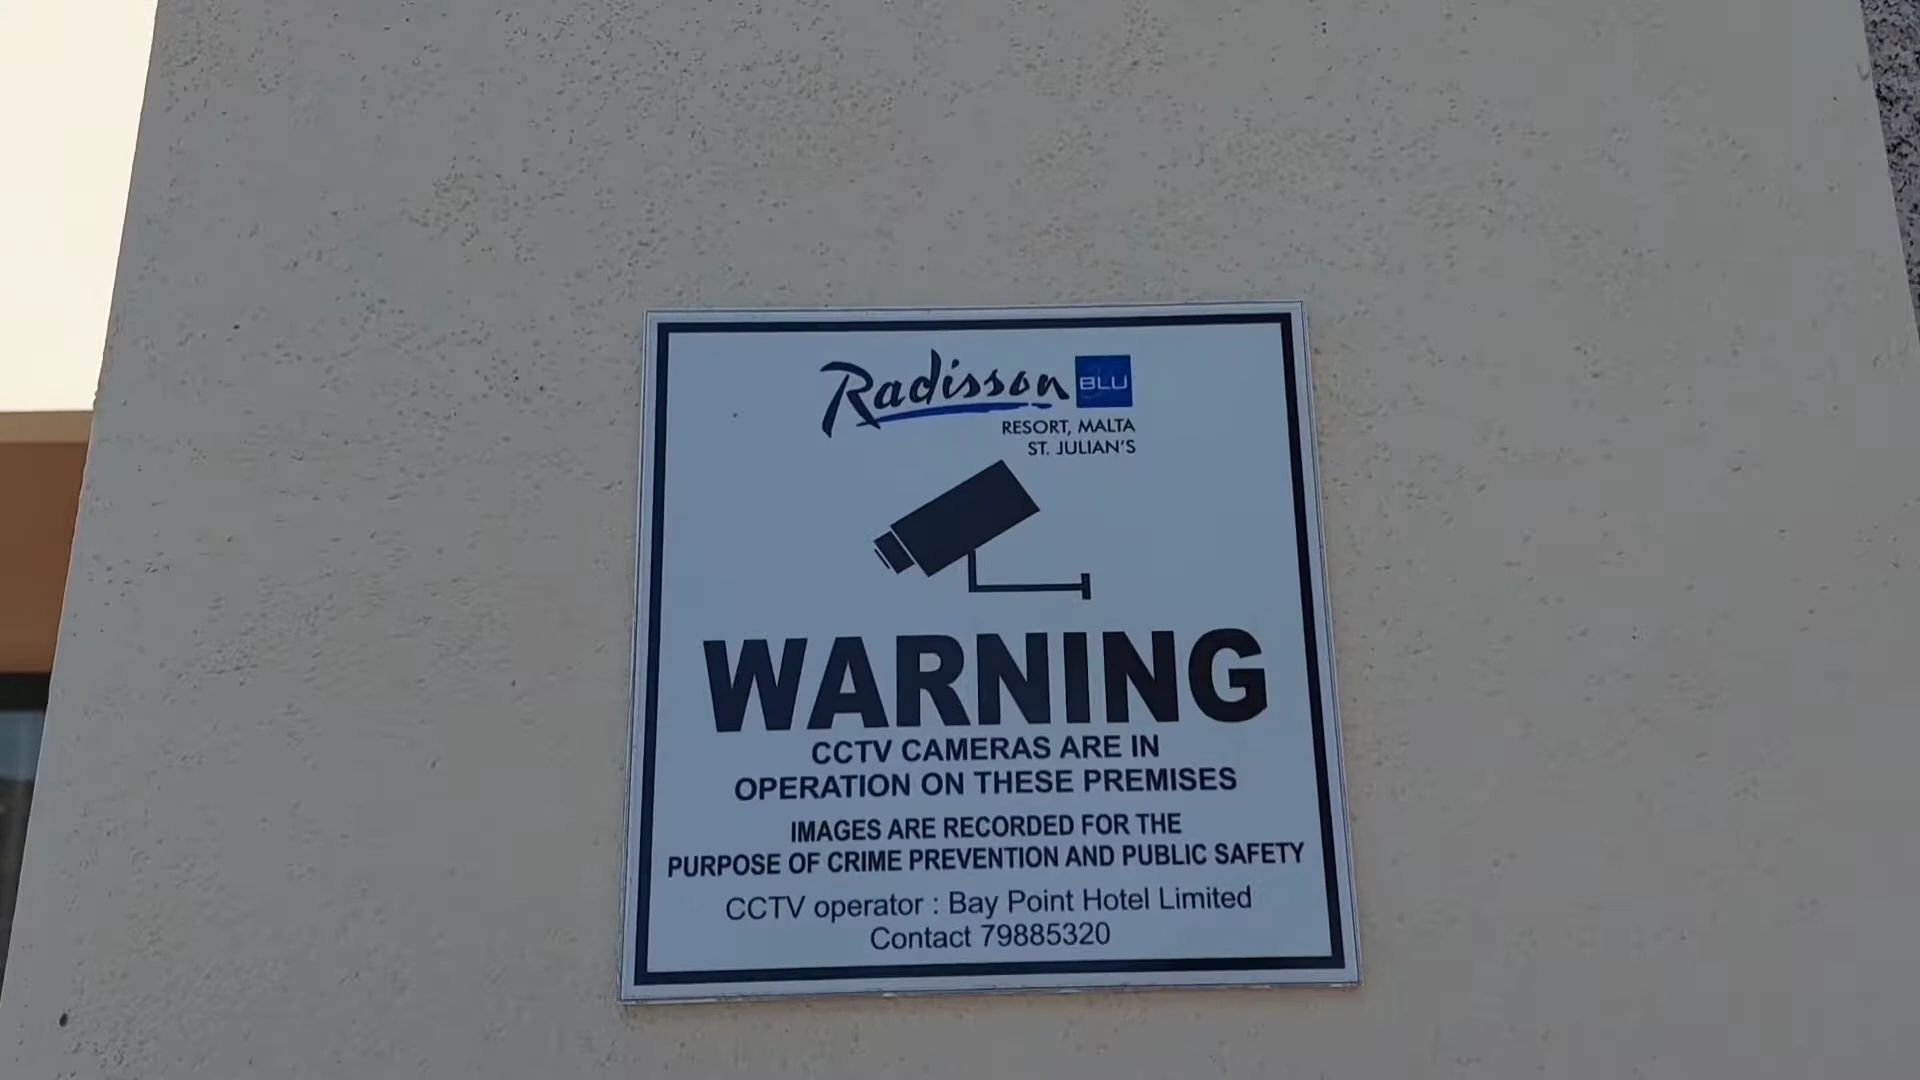 Radisson BLU
RESORT, MALTA
ST. JULIAN'S
WARNING
CCTV CAMERAS ARE IN
OPERATION ON THESE PREMISES
IMAGES ARE RECORDED FOR THE
PURPOSE OF CRIME PREVENTION AND PUBLIC SAFETY
CCTV operator : Bay Point Hotel Limited
Contact 79885320